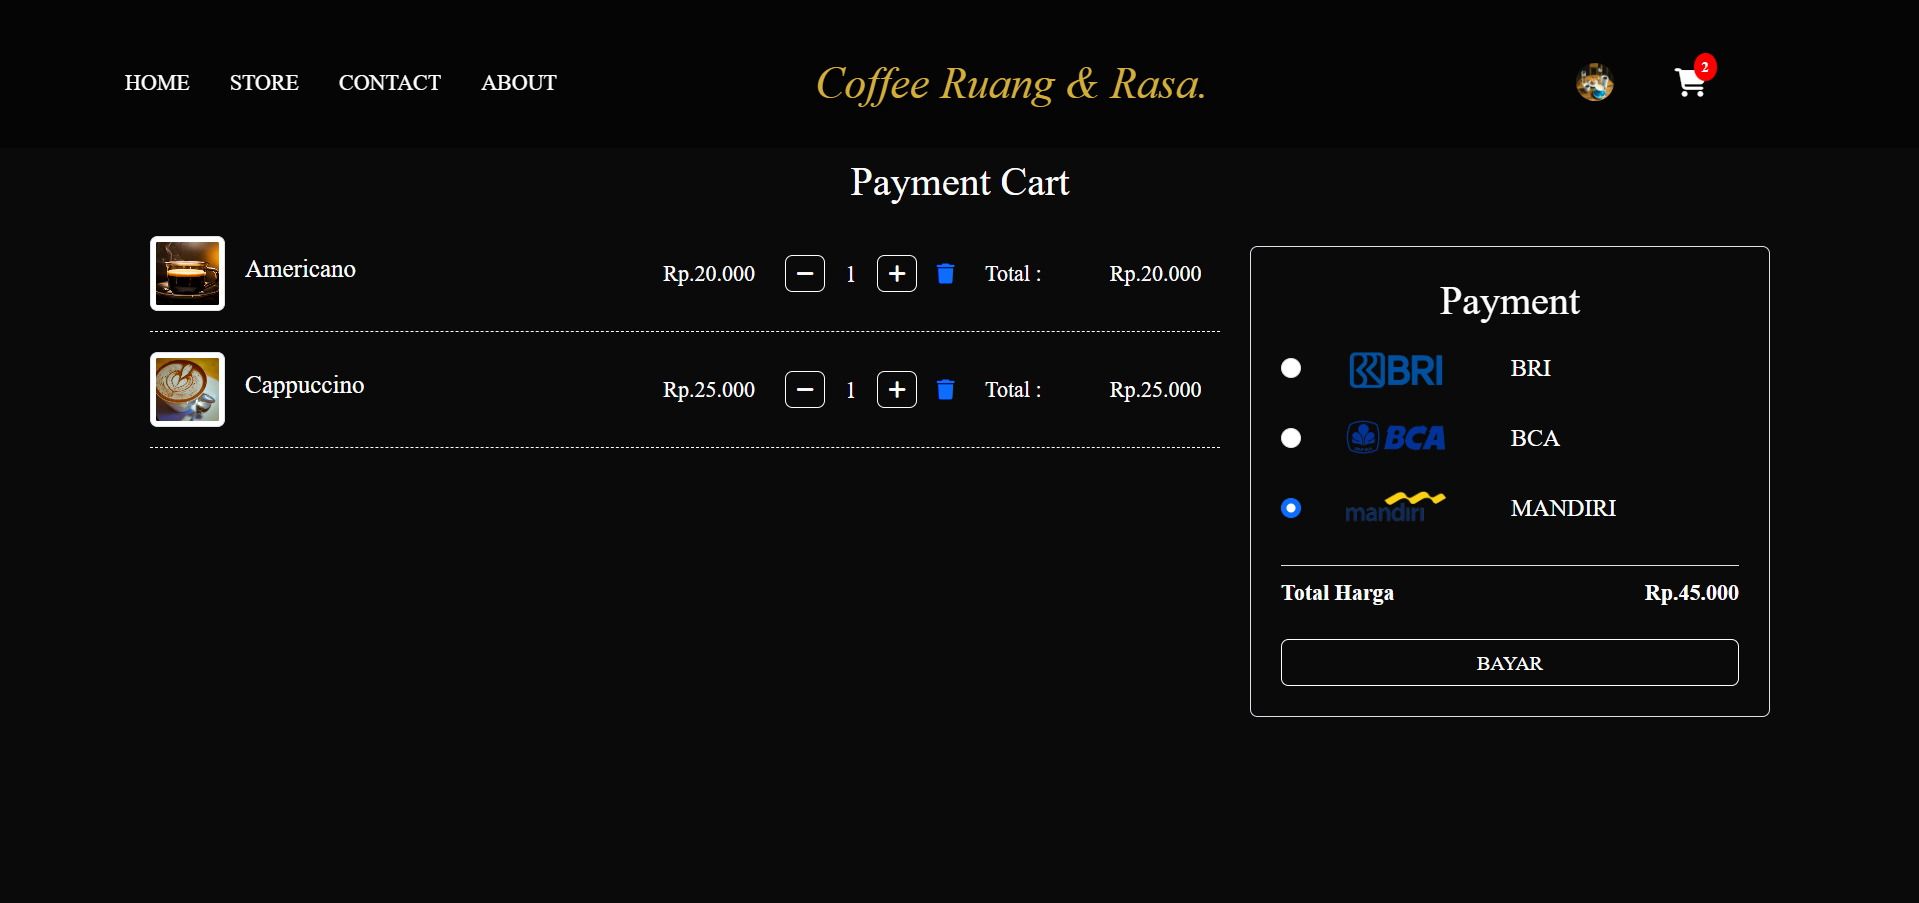 HOME STORE CONTACT ABOUT Coffee Ruang & Rasa. 2
Payment Cart
Americano Rp.20.000 1 Total : Rp.20.000
Cappuccino Rp.25.000 1 Total : Rp.25.000
Payment
BRI BRI
BCA BCA
mandiri MANDIRI
Total Harga Rp.45.000
BAYAR